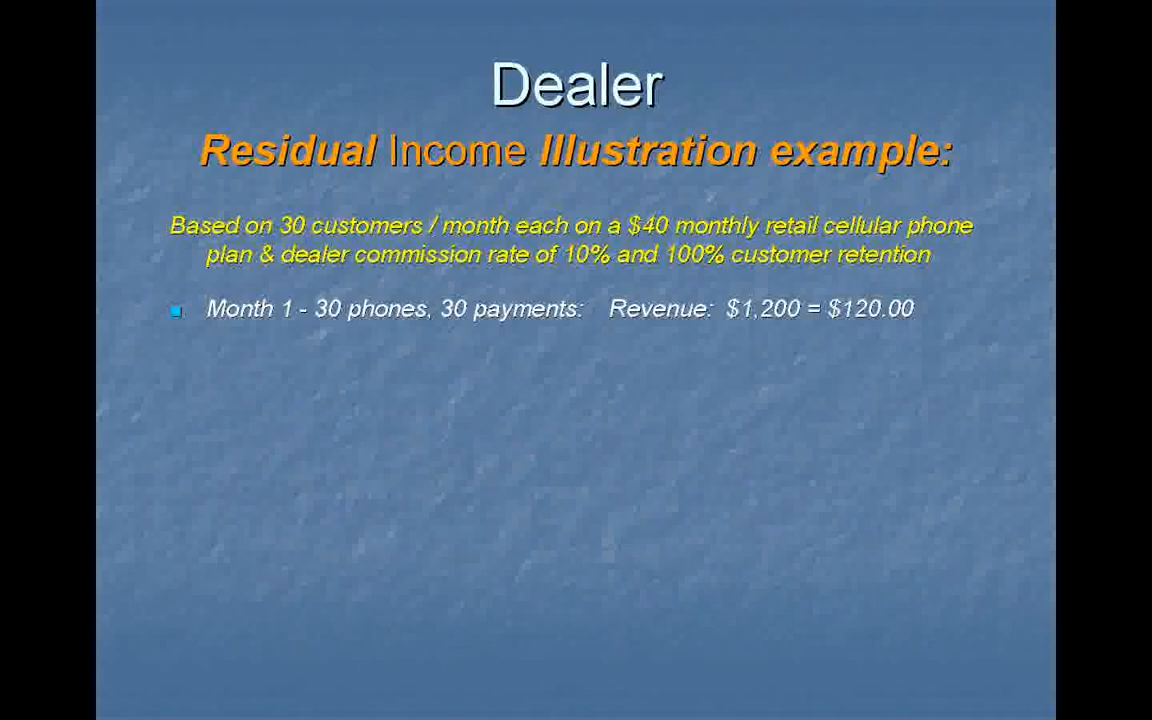 Dealer
Residual Income Illustration example:
Based on 30 customers / month each on a $40 monthly retail cellular phone
plan & dealer commission rate of 10% and 100% customer retention
Month 1 - 30 phones, 30 payments: Revenue: $1,200 = $120.00